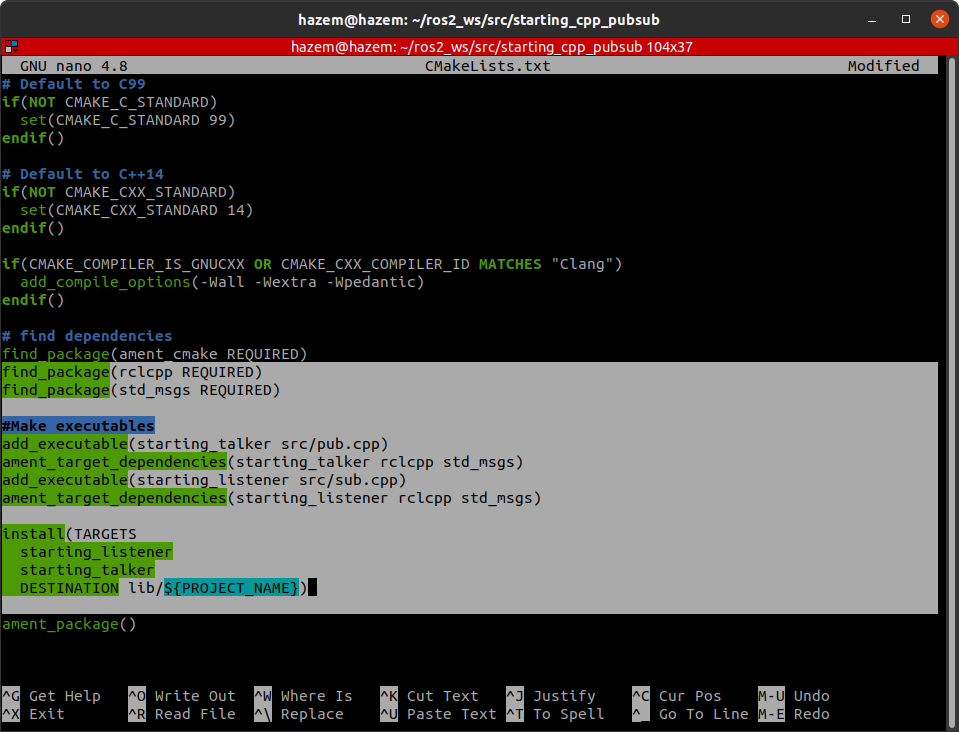 hazem@hazem: ~/ros2_ws/src/starting_cpp_pubsub
hazem@hazem: ~/ros2_ws/src/starting_cpp_pubsub 104x37
GNU nano 4.8 CMakeLists.txt Modified
# Default to C99
if(NOT CMAKE_C_STANDARD)
  set(CMAKE_C_STANDARD 99)
endif()

# Default to C++14
if(NOT CMAKE_CXX_STANDARD)
  set(CMAKE_CXX_STANDARD 14)
endif()

if(CMAKE_COMPILER_IS_GNUCXX OR CMAKE_CXX_COMPILER_ID MATCHES "Clang")
  add_compile_options(-Wall -Wextra -Wpedantic)
endif()

# find dependencies
find_package(ament_cmake REQUIRED)
find_package(rclcpp REQUIRED)
find_package(std_msgs REQUIRED)

#Make executables
add_executable(starting_talker src/pub.cpp)
ament_target_dependencies(starting_talker rclcpp std_msgs)
add_executable(starting_listener src/sub.cpp)
ament_target_dependencies(starting_listener rclcpp std_msgs)

install(TARGETS
  starting_listener
  starting_talker
  DESTINATION lib/${PROJECT_NAME})

ament_package()

^G Get Help ^O Write Out ^W Where Is ^K Cut Text ^J Justify ^C Cur Pos M-U Undo
^X Exit ^R Read File ^\ Replace ^U Paste Text ^T To Spell ^_ Go To Line M-E Redo